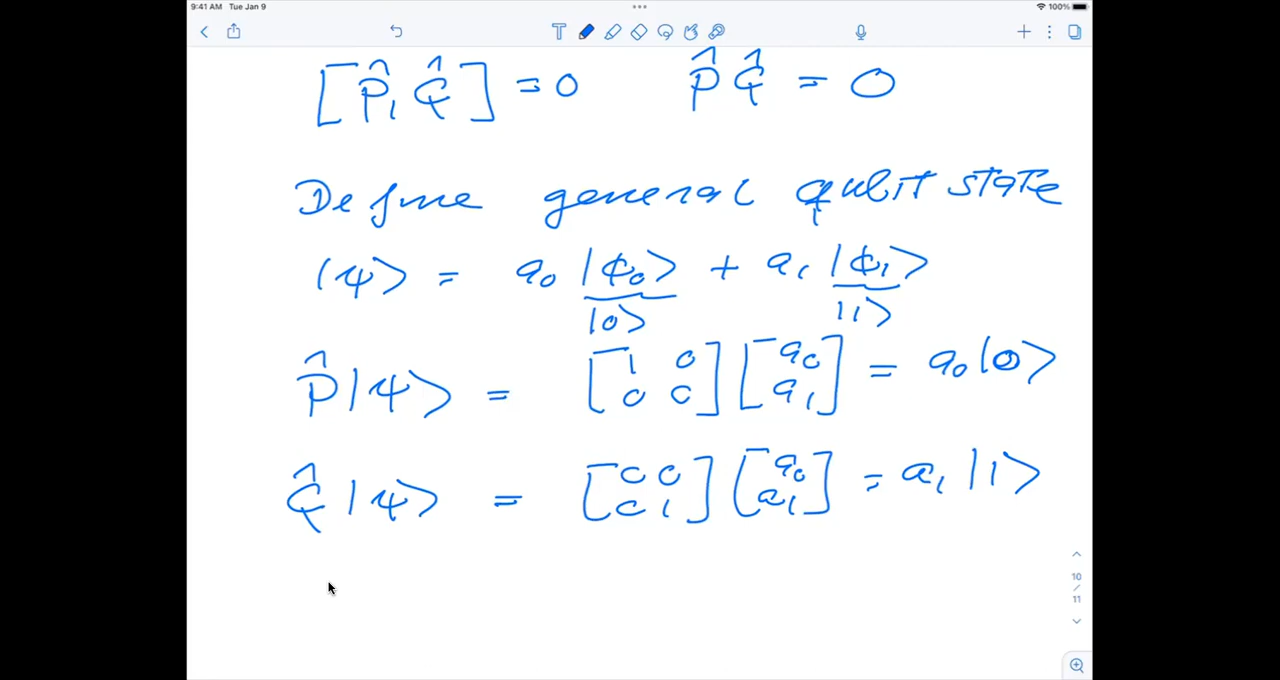 9:41 AM Tue Jan 9
100%
[P̂, Q̂] = 0 P̂ Q̂ = 0
Define general qubit state
|ψ⟩ = a₀ |ϕ₀⟩ + a₁ |ϕ₁⟩
|0⟩ |1⟩
P̂|ψ⟩ = [1 0; 0 0] [a₀; a₁] = a₀|0⟩
Q̂|ψ⟩ = [0 0; 0 1] [a₀; a₁] = a₁|1⟩
10
/
11